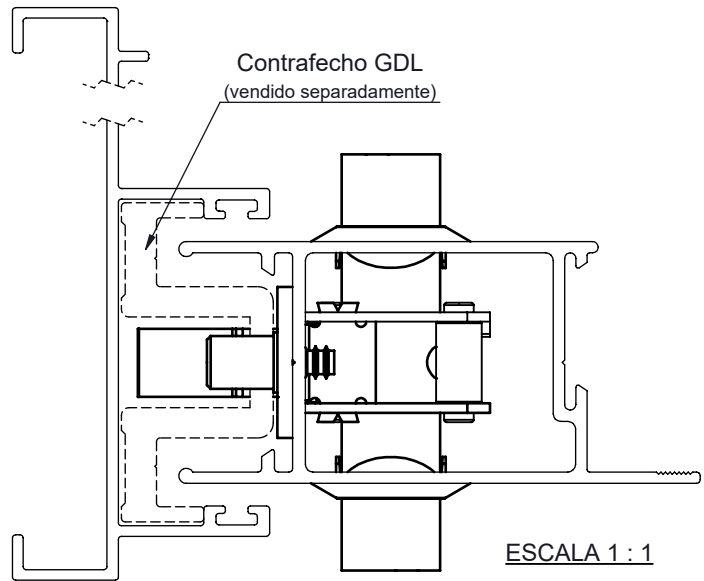 Contrafecho GDL
(vendido separadamente)
ESCALA 1 : 1